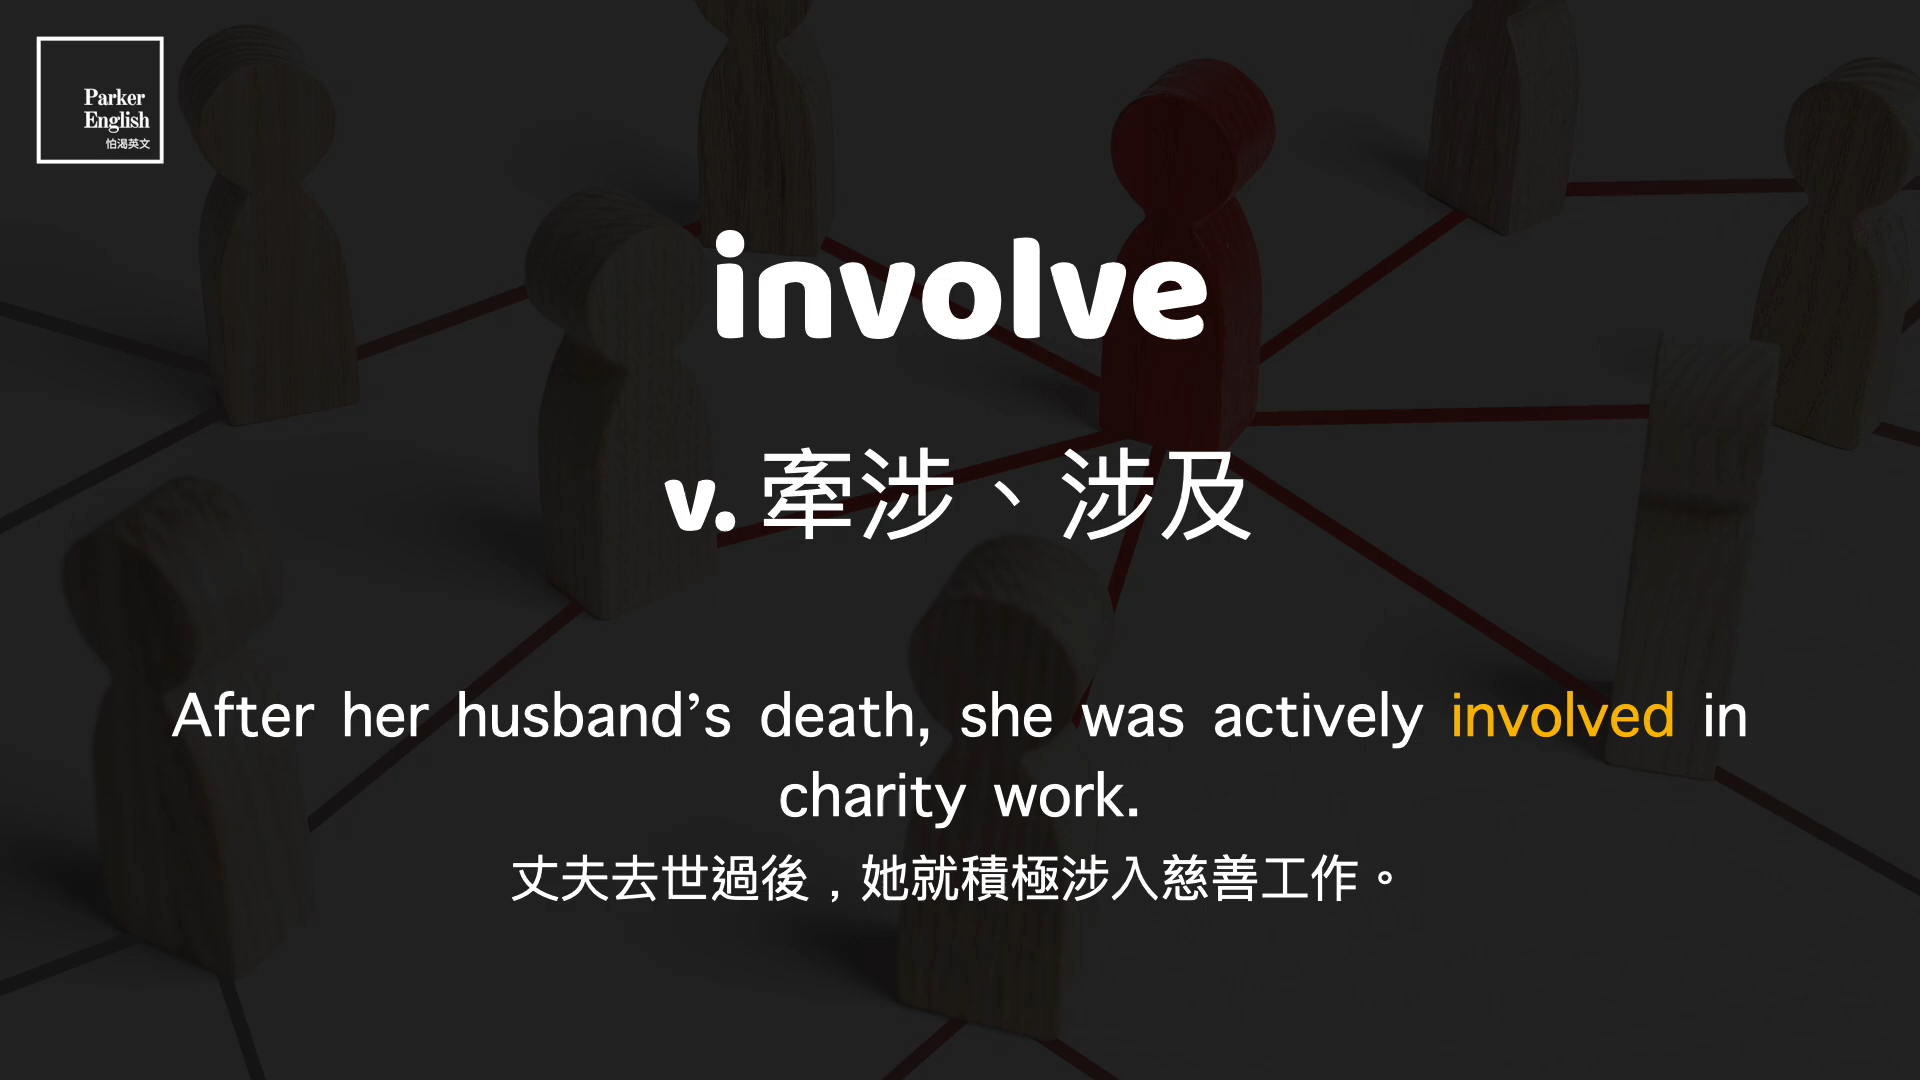 Parker
English
怕渴英文
involve
v. 牽涉、涉及
After her husband’s death, she was actively involved in
charity work.
丈夫去世過後，她就積極涉入慈善工作。